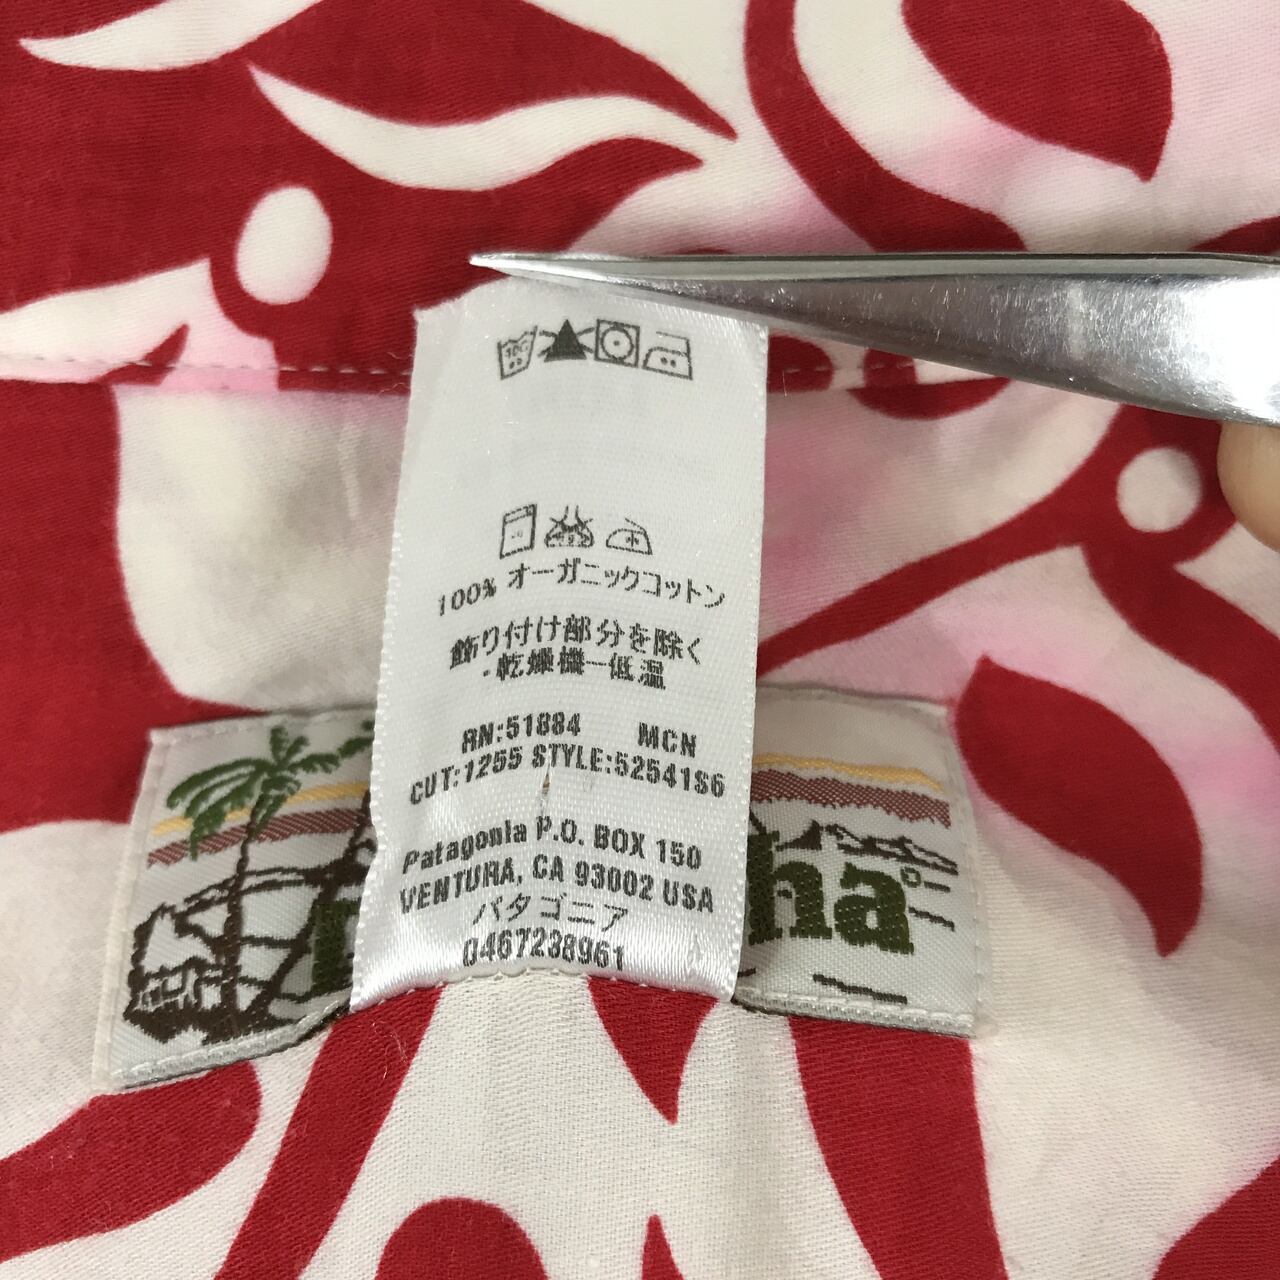 100% オーガニックコットン
飾り付け部分を除く
・乾燥機ー低温
RN:51884 MCN
CUT:1255 STYLE:52541S6
Patagonia P.O. BOX 150
VENTURA, CA 93002 USA
パタゴニア
0467238961